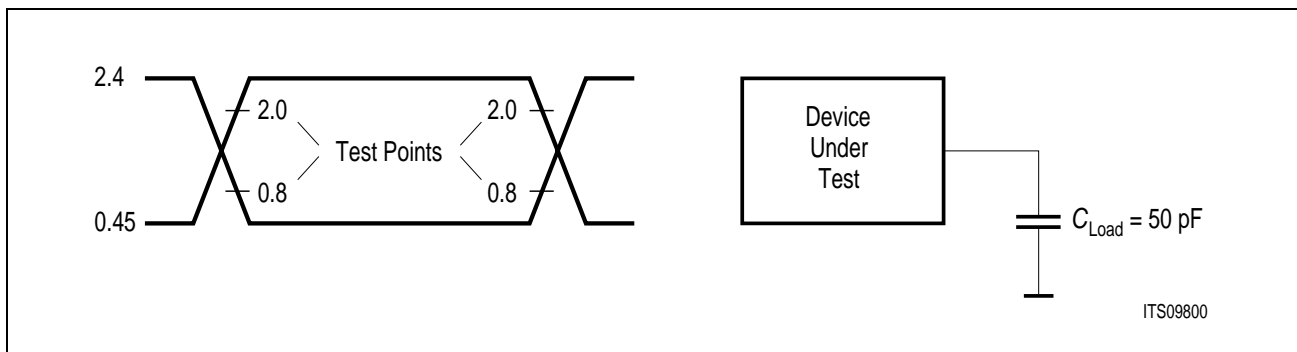 2.4
2.0
2.0
Test Points
0.8
0.8
0.45
Device
Under
Test
C Load = 50 pF
ITS09800